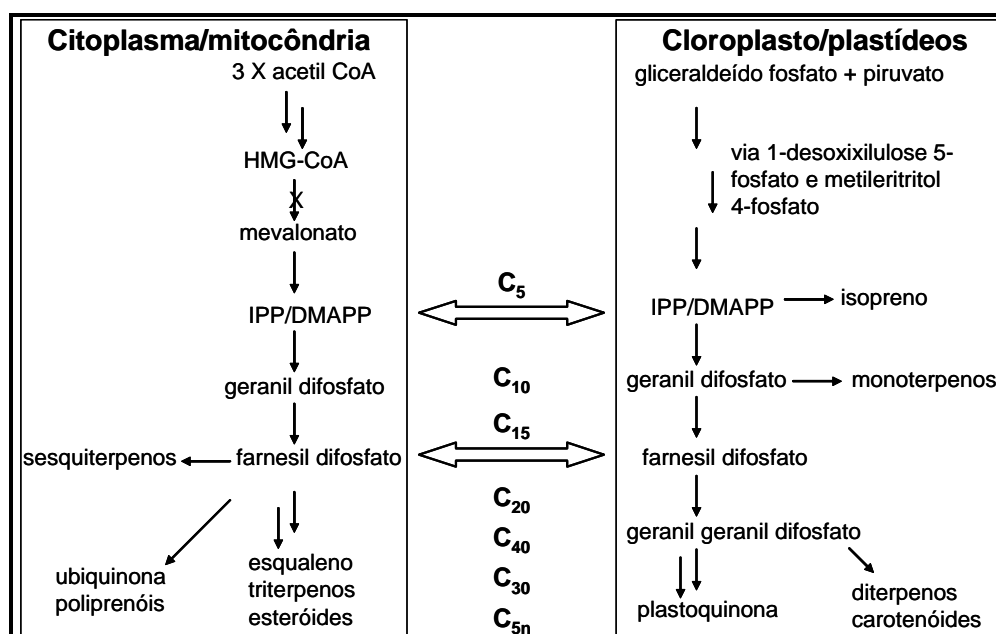 Citoplasma/mitocôndria
3 X acetil CoA
HMG-CoA
X
mevalonato
IPP/DMAPP
geranil difosfato
sesquiterpenos
farnesil difosfato
ubiquinona
poliprenóis
esqualeno
triterpenos
esteróides
C5
C10
C15
C20
C40
C30
C5n
Cloroplasto/plastídeos
gliceraldeído fosfato + piruvato
via 1-desoxixilulose 5-
fosfato e metileritritol
4-fosfato
IPP/DMAPP
isopreno
geranil difosfato
monoterpenos
farnesil difosfato
geranil geranil difosfato
plastoquinona
diterpenos
carotenóides